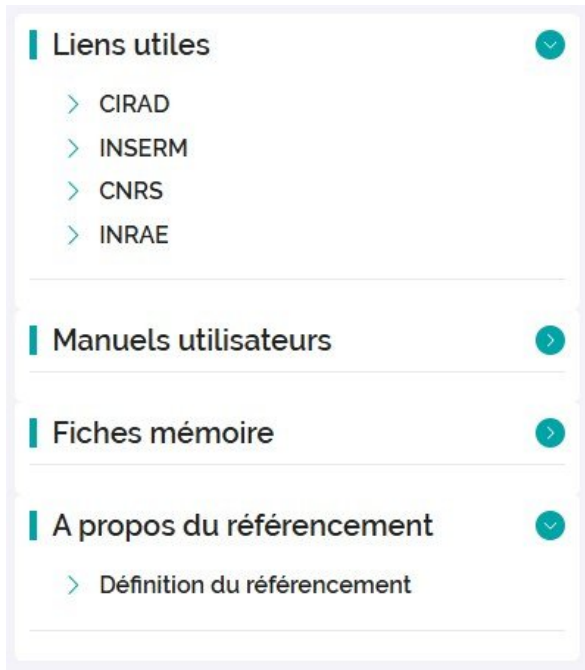 Liens utiles
CIRAD
INSERM
CNRS
INRAE
Manuels utilisateurs
Fiches mémoire
A propos du référencement
Définition du référencement